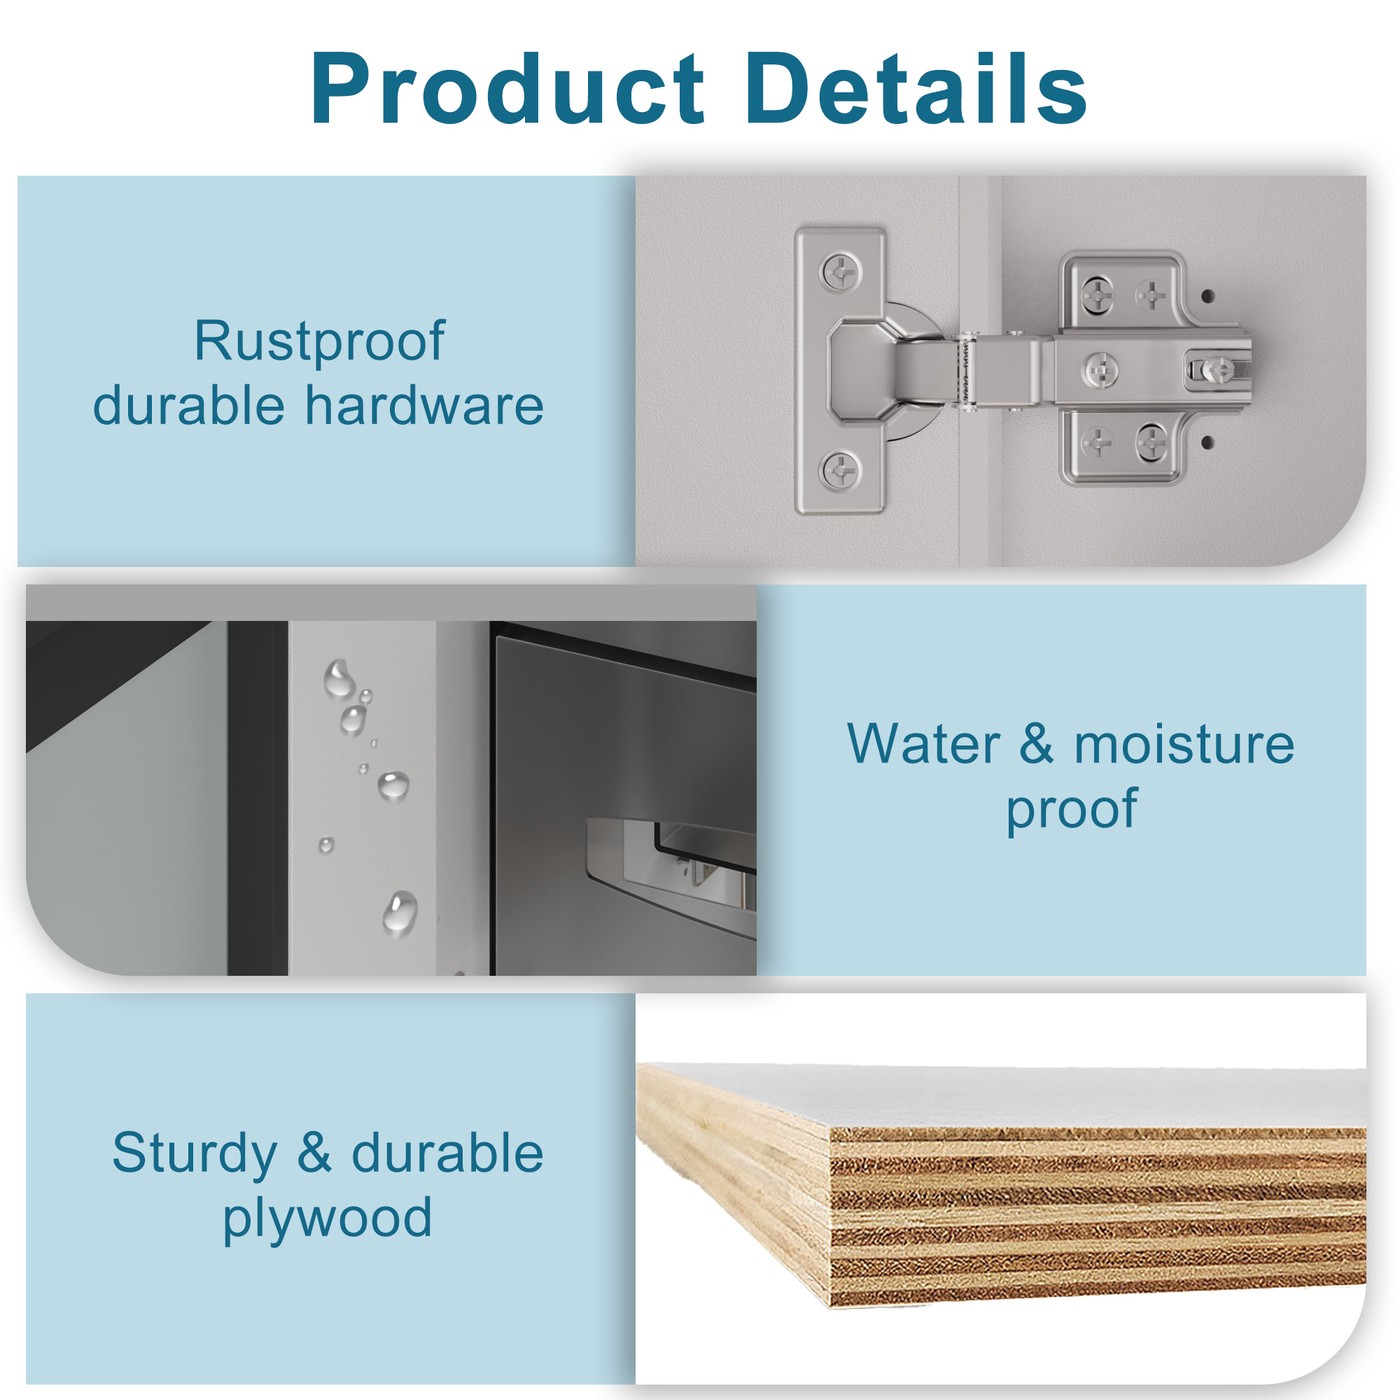 Product Details
Rustproof
durable hardware
Water & moisture
proof
Sturdy & durable
plywood